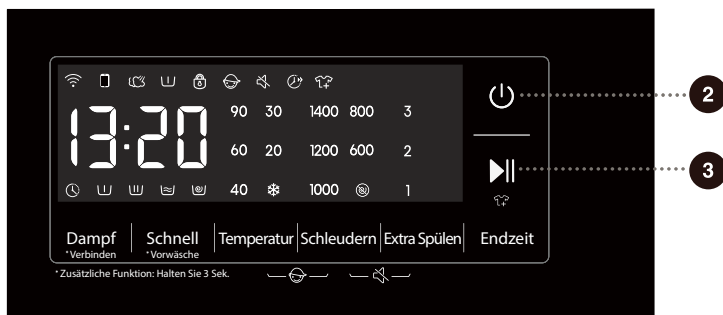 13:20
90 30 1400 800 3
60 20 1200 600 2
40 1000 1
2
3
Dampf
*Verbinden
Schnell
*Vorwäsche
Temperatur
Schleudern
Extra Spülen
Endzeit
*Zusätzliche Funktion: Halten Sie 3 Sek.